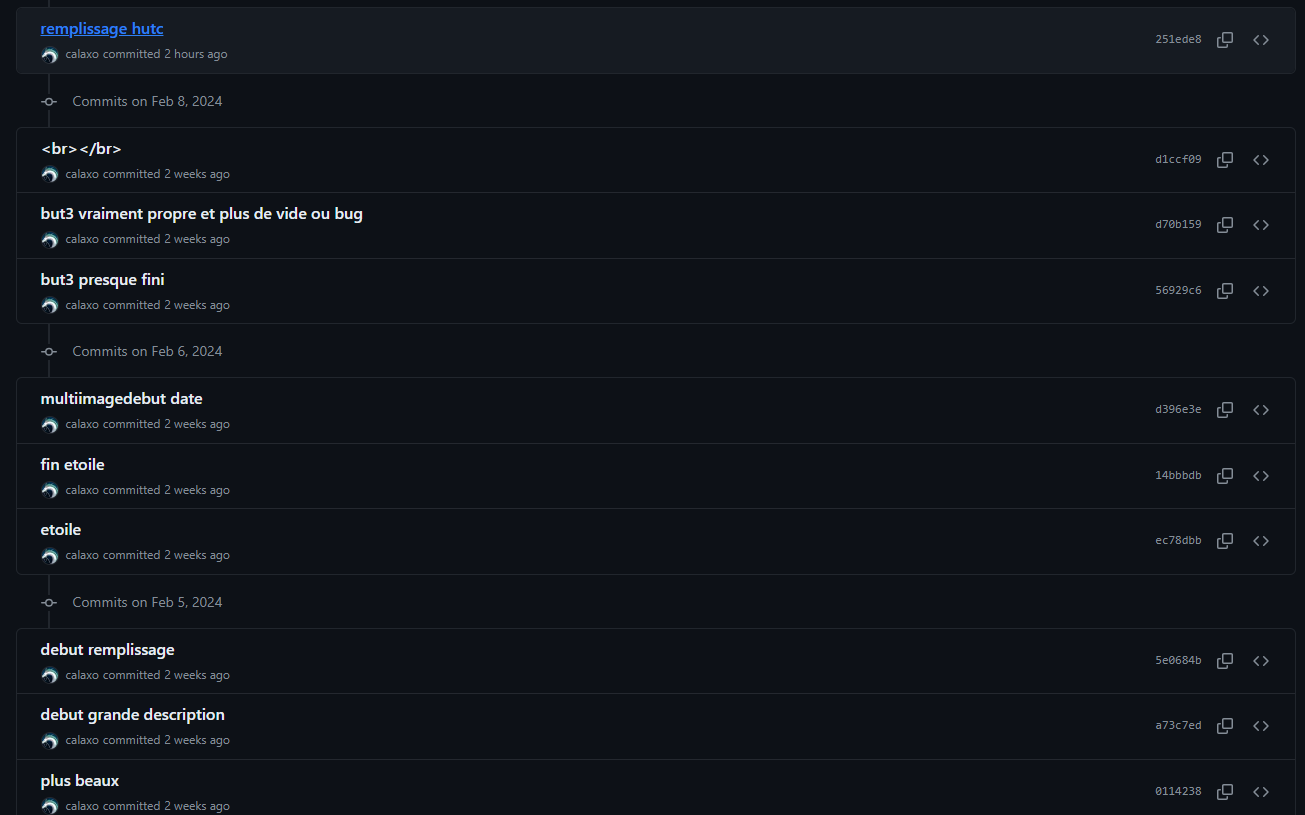 remplissage hutc
calaxo committed 2 hours ago
251ede8
Commits on Feb 8, 2024
<br></br>
calaxo committed 2 weeks ago
d1ccf09
but3 vraiment propre et plus de vide ou bug
calaxo committed 2 weeks ago
d70b159
but3 presque fini
calaxo committed 2 weeks ago
56929c6
Commits on Feb 6, 2024
multiimagedebut date
calaxo committed 2 weeks ago
d396e3e
fin etoile
calaxo committed 2 weeks ago
14bbbdb
etoile
calaxo committed 2 weeks ago
ec78dbb
Commits on Feb 5, 2024
debut remplissage
calaxo committed 2 weeks ago
5e0684b
debut grande description
calaxo committed 2 weeks ago
a73c7ed
plus beaux
calaxo committed 2 weeks ago
0114238